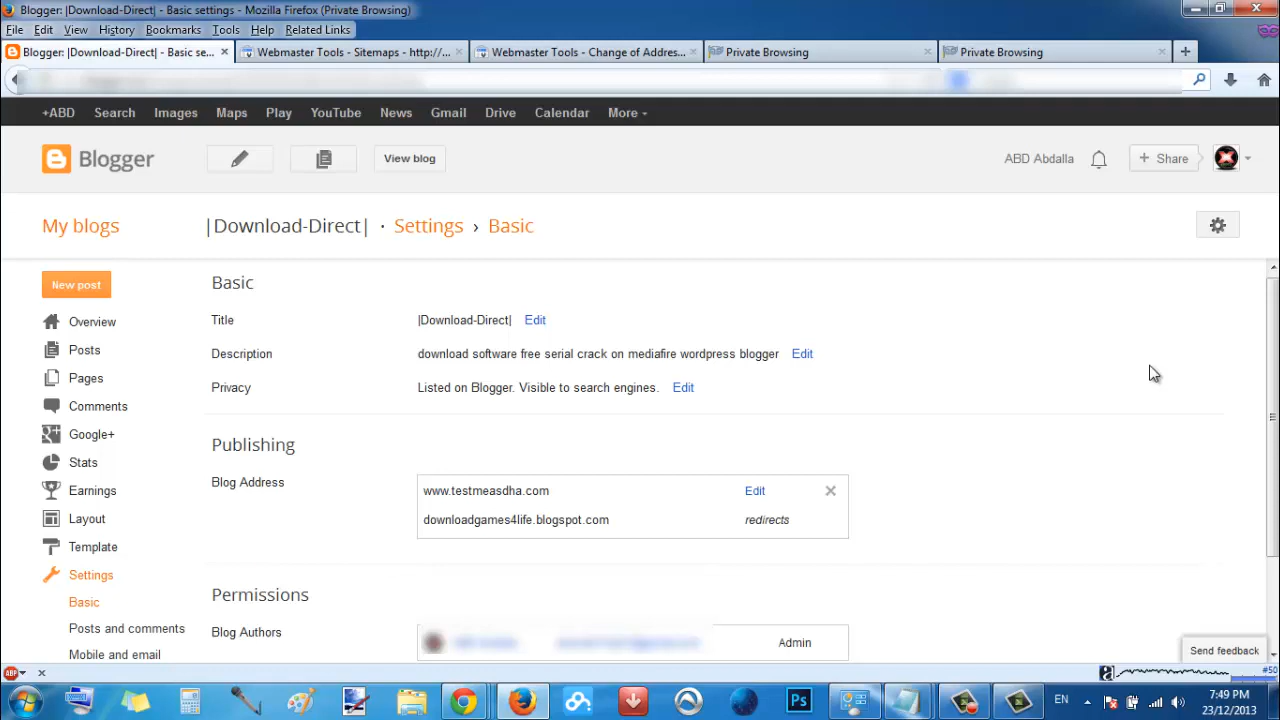 Blogger: |Download-Direct| - Basic settings - Mozilla Firefox (Private Browsing)
File Edit View History Bookmarks Tools Help Related Links
Blogger: |Download-Direct| - Basic se... Webmaster Tools - Sitemaps - http://... Webmaster Tools - Change of Addres... Private Browsing Private Browsing
+ABD Search Images Maps Play YouTube News Gmail Drive Calendar More
Blogger View blog ABD Abdalla + Share
My blogs |Download-Direct| · Settings › Basic
New post
Overview
Posts
Pages
Comments
Google+
Stats
Earnings
Layout
Template
Settings
Basic
Posts and comments
Mobile and email
Basic
Title |Download-Direct| Edit
Description download software free serial crack on mediafire wordpress blogger Edit
Privacy Listed on Blogger. Visible to search engines. Edit
Publishing
Blog Address www.testmeasdha.com Edit
downloadgames4life.blogspot.com redirects
Permissions
Blog Authors Admin
Send feedback
ABP #50
Ps EN 7:49 PM
23/12/2013